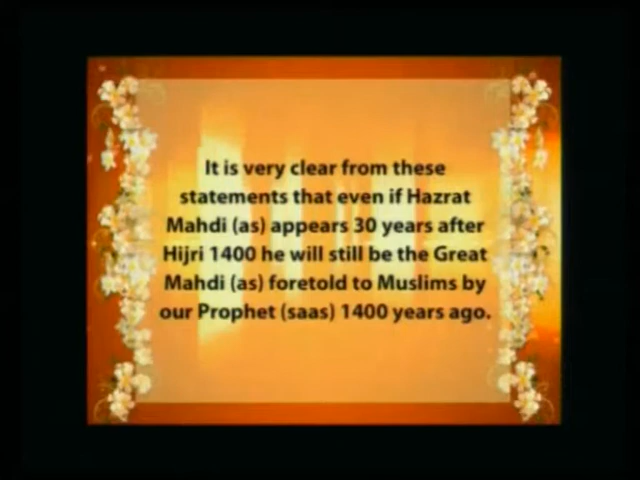 It is very clear from these
statements that even if Hazrat
Mahdi (as) appears 30 years after
Hijri 1400 he will still be the Great
Mahdi (as) foretold to Muslims by
our Prophet (saas) 1400 years ago.